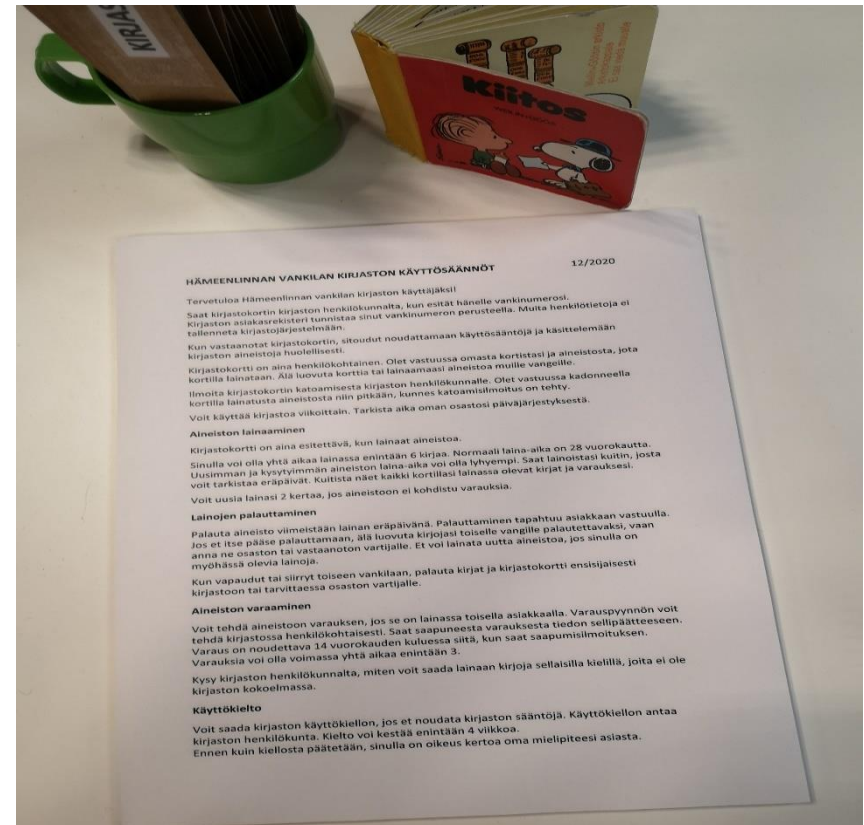 KIRJAS
Kiitos
HÄMEENLINNAN VANKILAN KIRJASTON KÄYTTÖSÄÄNNÖT 12/2020
Tervetuloa Hämeenlinnan vankilan kirjaston käyttäjäksi!
Saat kirjastokortin kirjaston henkilökunnalta, kun esität hänelle vankinumerosi.
Kirjaston asiakasrekisteri tunnistaa sinut vankinumeron perusteella. Muita henkilötietoja ei
tallenneta kirjastojärjestelmään.
Kun vastaanotat kirjastokortin, sitoudut noudattamaan käyttösääntöjä ja käsittelemään
kirjaston aineistoja huolellisesti.
Kirjastokortti on aina henkilökohtainen. Olet vastuussa omasta kortistasi ja aineistosta, jota
kortilla lainataan. Älä luovuta korttia tai lainaamaasi aineistoa muille vangeille.
Ilmoita kirjastokortin katoamisesta kirjaston henkilökunnalle. Olet vastuussa kadonneella
kortilla lainatusta aineistosta niin pitkään, kunnes katoamisilmoitus on tehty.
Voit käyttää kirjastoa viikoittain. Tarkista aika oman osastosi päiväjärjestyksestä.
Aineiston lainaaminen
Kirjastokortti on aina esitettävä, kun lainaat aineistoa.
Sinulla voi olla yhtä aikaa lainassa enintään 6 kirjaa. Normaali laina-aika on 28 vuorokautta.
Uusimman ja kysytyimmän aineiston laina-aika voi olla lyhyempi. Saat lainoistasi kuitin, josta
voit tarkistaa eräpäivät. Kuitista näet kaikki kortillasi lainassa olevat kirjat ja varauksesi.
Voit uusia lainasi 2 kertaa, jos aineistoon ei kohdistu varauksia.
Lainojen palauttaminen
Palauta aineisto viimeistään lainan eräpäivänä. Palauttaminen tapahtuu asiakkaan vastuulla.
Jos et itse pääse palauttamaan, älä luovuta kirjojasi toiselle vangille palautettavaksi, vaan
anna ne osaston tai vastaanoton vartijalle. Et voi lainata uutta aineistoa, jos sinulla on
myöhässä olevia lainoja.
Kun vapaudut tai siirryt toiseen vankilaan, palauta kirjat ja kirjastokortti ensisijaisesti
kirjastoon tai tarvittaessa osaston vartijalle.
Aineiston varaaminen
Voit tehdä aineistoon varauksen, jos se on lainassa toisella asiakkaalla. Varauspyynnön voit
tehdä kirjastossa henkilökohtaisesti. Saat saapuneesta varauksesta tiedon sellipäätteeseen.
Varaus on noudettava 14 vuorokauden kuluessa siitä, kun saat saapumisilmoituksen.
Varauksia voi olla voimassa yhtä aikaa enintään 3.
Kysy kirjaston henkilökunnalta, miten voit saada lainaan kirjoja sellaisilla kielillä, joita ei ole
kirjaston kokoelmassa.
Käyttökielto
Voit saada kirjaston käyttökiellon, jos et noudata kirjaston sääntöjä. Käyttökiellon antaa
kirjaston henkilökunta. Kielto voi kestää enintään 4 viikkoa.
Ennen kuin kiellosta päätetään, sinulla on oikeus kertoa oma mielipiteesi asiasta.